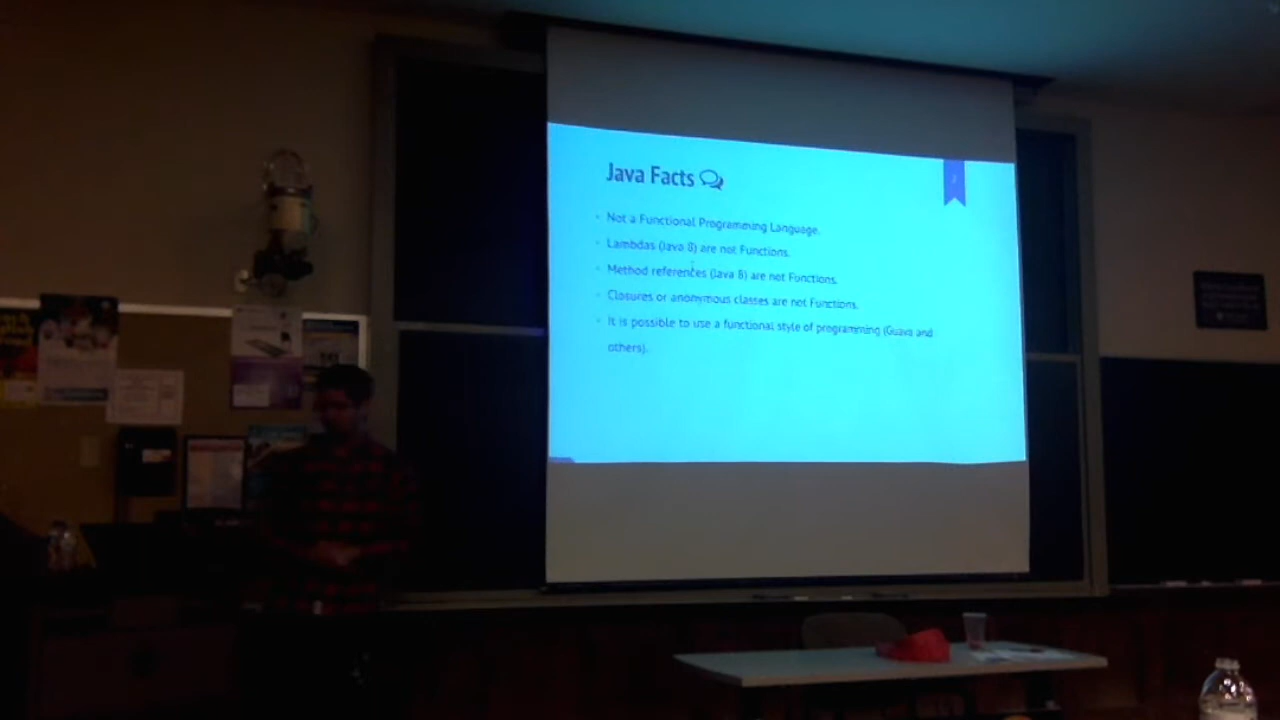 Java Facts
Not a Functional Programming Language.
Lambdas (Java 8) are not Functions.
Method references (Java 8) are not Functions.
Closures or anonymous classes are not Functions.
It is possible to use a functional style of programming (Guava and
others).